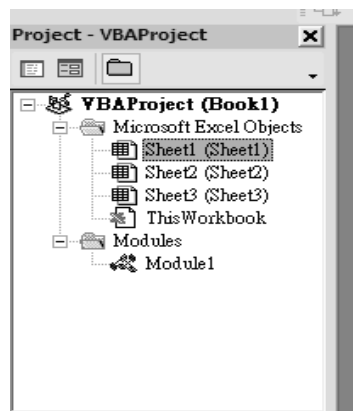 Project - VBAProject
VBAProject (Book1)
Microsoft Excel Objects
Sheet1 (Sheet1)
Sheet2 (Sheet2)
Sheet3 (Sheet3)
ThisWorkbook
Modules
Module1